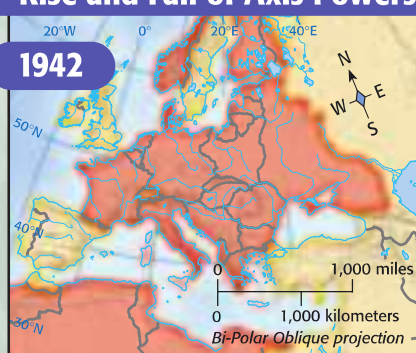 Rise and Fall of Axis Powers
20°W 0° 20°E 40°E
1942
N
W E
S
50°N
40°N
0 1,000 miles
0 1,000 kilometers
30°N
Bi-Polar Oblique projection